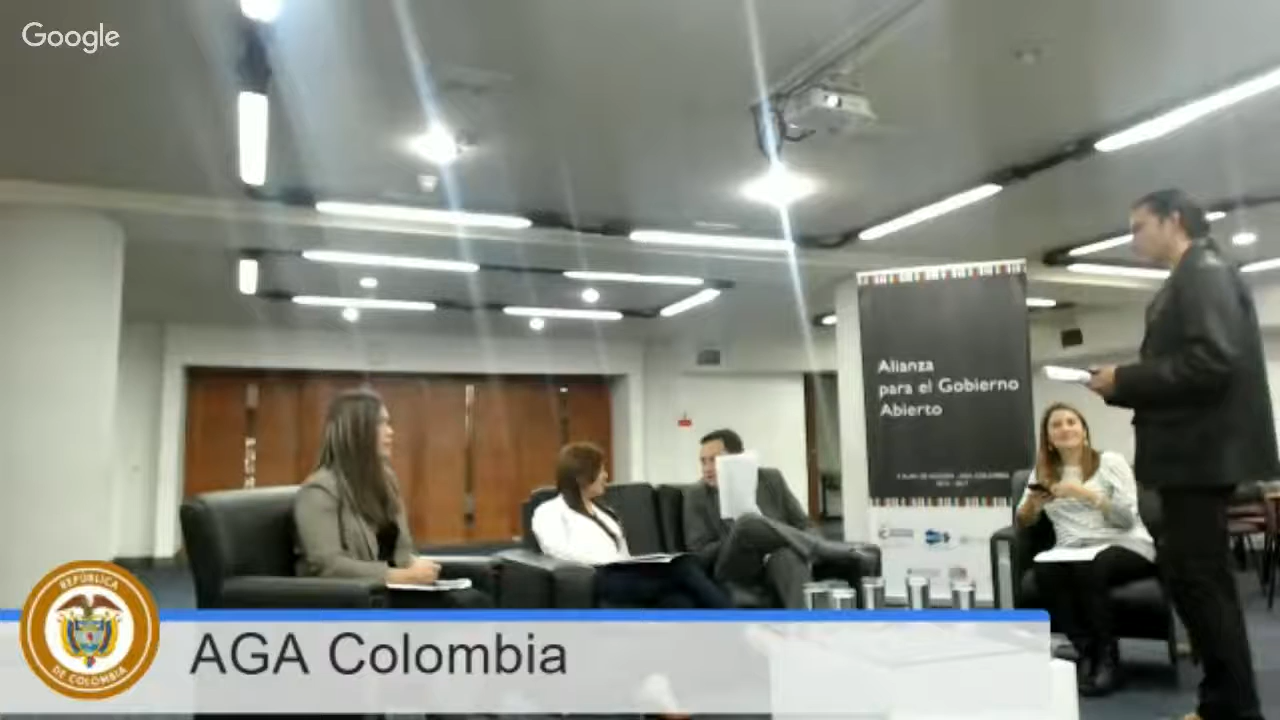 Google
Alianza
para el Gobierno
Abierto
REPÚBLICA
DE COLOMBIA
AGA Colombia